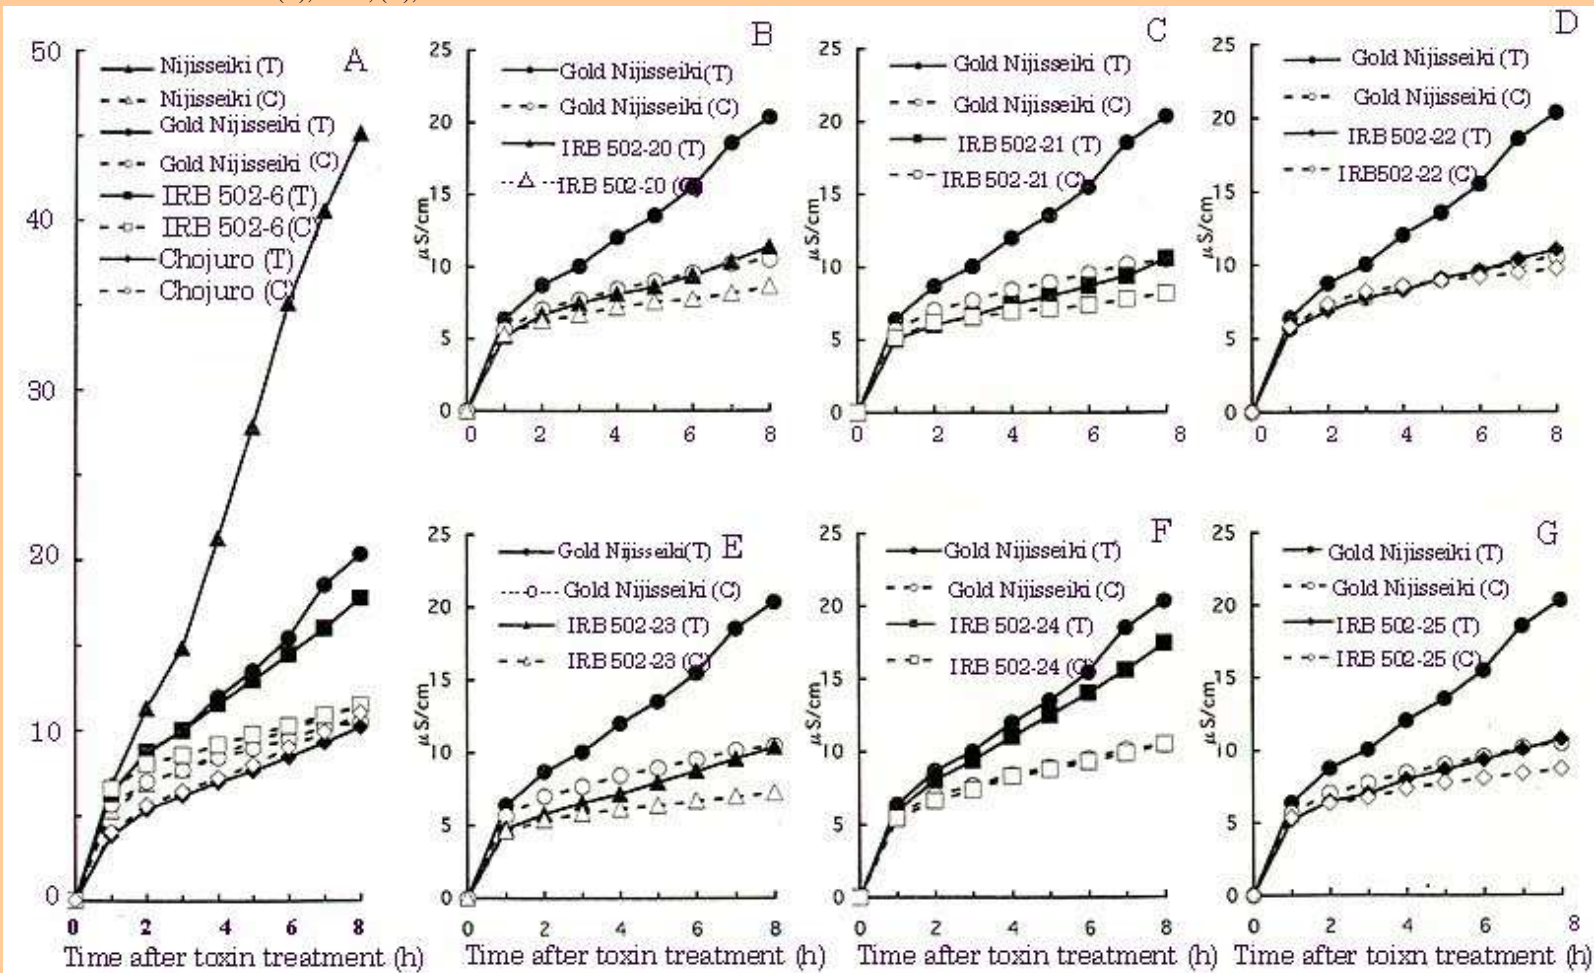 A
Nijisseiki (T)
Nijisseiki (C)
Gold Nijisseiki (T)
Gold Nijisseiki (C)
IRB 502-6 (T)
IRB 502-6 (C)
Chojuro (T)
Chojuro (C)
50
40
30
20
10
0
0 2 4 6 8
Time after toxin treatment (h)
B
Gold Nijisseiki (T)
Gold Nijisseiki (C)
IRB 502-20 (T)
IRB 502-20 (C)
μS/cm
25
20
15
10
5
0
0 2 4 6 8
C
Gold Nijisseiki (T)
Gold Nijisseiki (C)
IRB 502-21 (T)
IRB 502-21 (C)
μS/cm
25
20
15
10
5
0
0 2 4 6 8
D
Gold Nijisseiki (T)
Gold Nijisseiki (C)
IRB 502-22 (T)
IRB502-22 (C)
μS/cm
25
20
15
10
5
0
0 2 4 6 8
E
Gold Nijisseiki(T)
Gold Nijisseiki (C)
IRB 502-23 (T)
IRB 502-23 (C)
μS/cm
25
20
15
10
5
0
0 2 4 6 8
Time after toxin treatment (h)
F
Gold Nijisseiki (T)
Gold Nijisseiki (C)
IRB 502-24 (T)
IRB 502-24 (C)
μS/cm
25
20
15
10
5
0
0 2 4 6 8
Time after toxin treatment (h)
G
Gold Nijisseiki (T)
Gold Nijisseiki (C)
IRB 502-25 (T)
IRB 502-25 (C)
μS/cm
25
20
15
10
5
0
0 2 4 6 8
Time after toixn treatment (h)